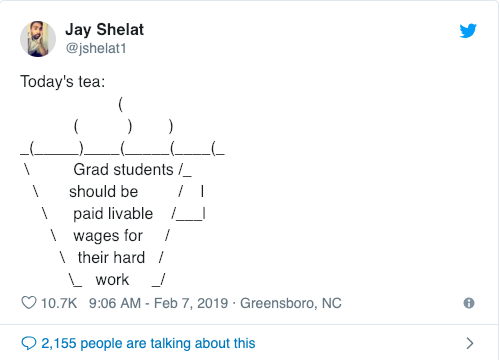 Jay Shelat
@jshelat1
Today's tea:
(
( ) )
_(_____)____(_____(____(_
\ Grad students /_
\ should be / |
\ paid livable /___|
\ wages for /
\ their hard /
\_ work _/
10.7K 9:06 AM - Feb 7, 2019 · Greensboro, NC
2,155 people are talking about this